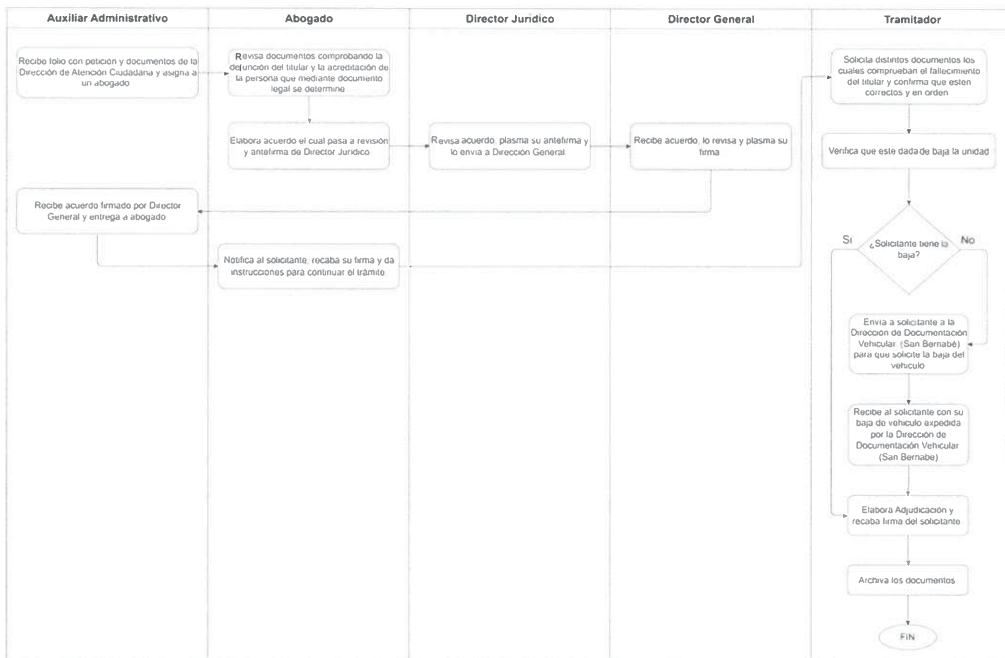 Auxiliar Administrativo
Abogado
Director Jurídico
Director General
Tramitador
Recibe folio con petición y documentos de la
Dirección de Atención Ciudadana y asigna a
un abogado
Revisa documentos comprobando la
defunción del titular y la acreditación de
la persona que mediante documento
legal se determine
Solicita distintos documentos los
cuales comprueban el fallecimiento
del titular y confirma que esten
correctos y en orden
Elabora acuerdo el cual pasa a revisión
y antefirma de Director Jurídico
Revisa acuerdo, plasma su antefirma y
lo envía a Dirección General
Recibe acuerdo, lo revisa y plasma su
firma
Verifica que este dada de baja la unidad
Recibe acuerdo firmado por Director
General y entrega a abogado
Notifica al solicitante, recaba su firma y da
instrucciones para continuar el trámite
Si
¿Solicitante tiene la
baja?
No
Envía a solicitante a la
Dirección de Documentación
Vehicular (San Bernabé)
para que solicite la baja del
vehículo
Recibe al solicitante con su
baja de vehículo expedida
por la Dirección de
Documentación Vehicular
(San Bernabe)
Elabora Adjudicación y
recaba firma del solicitante
Archiva los documentos
FIN